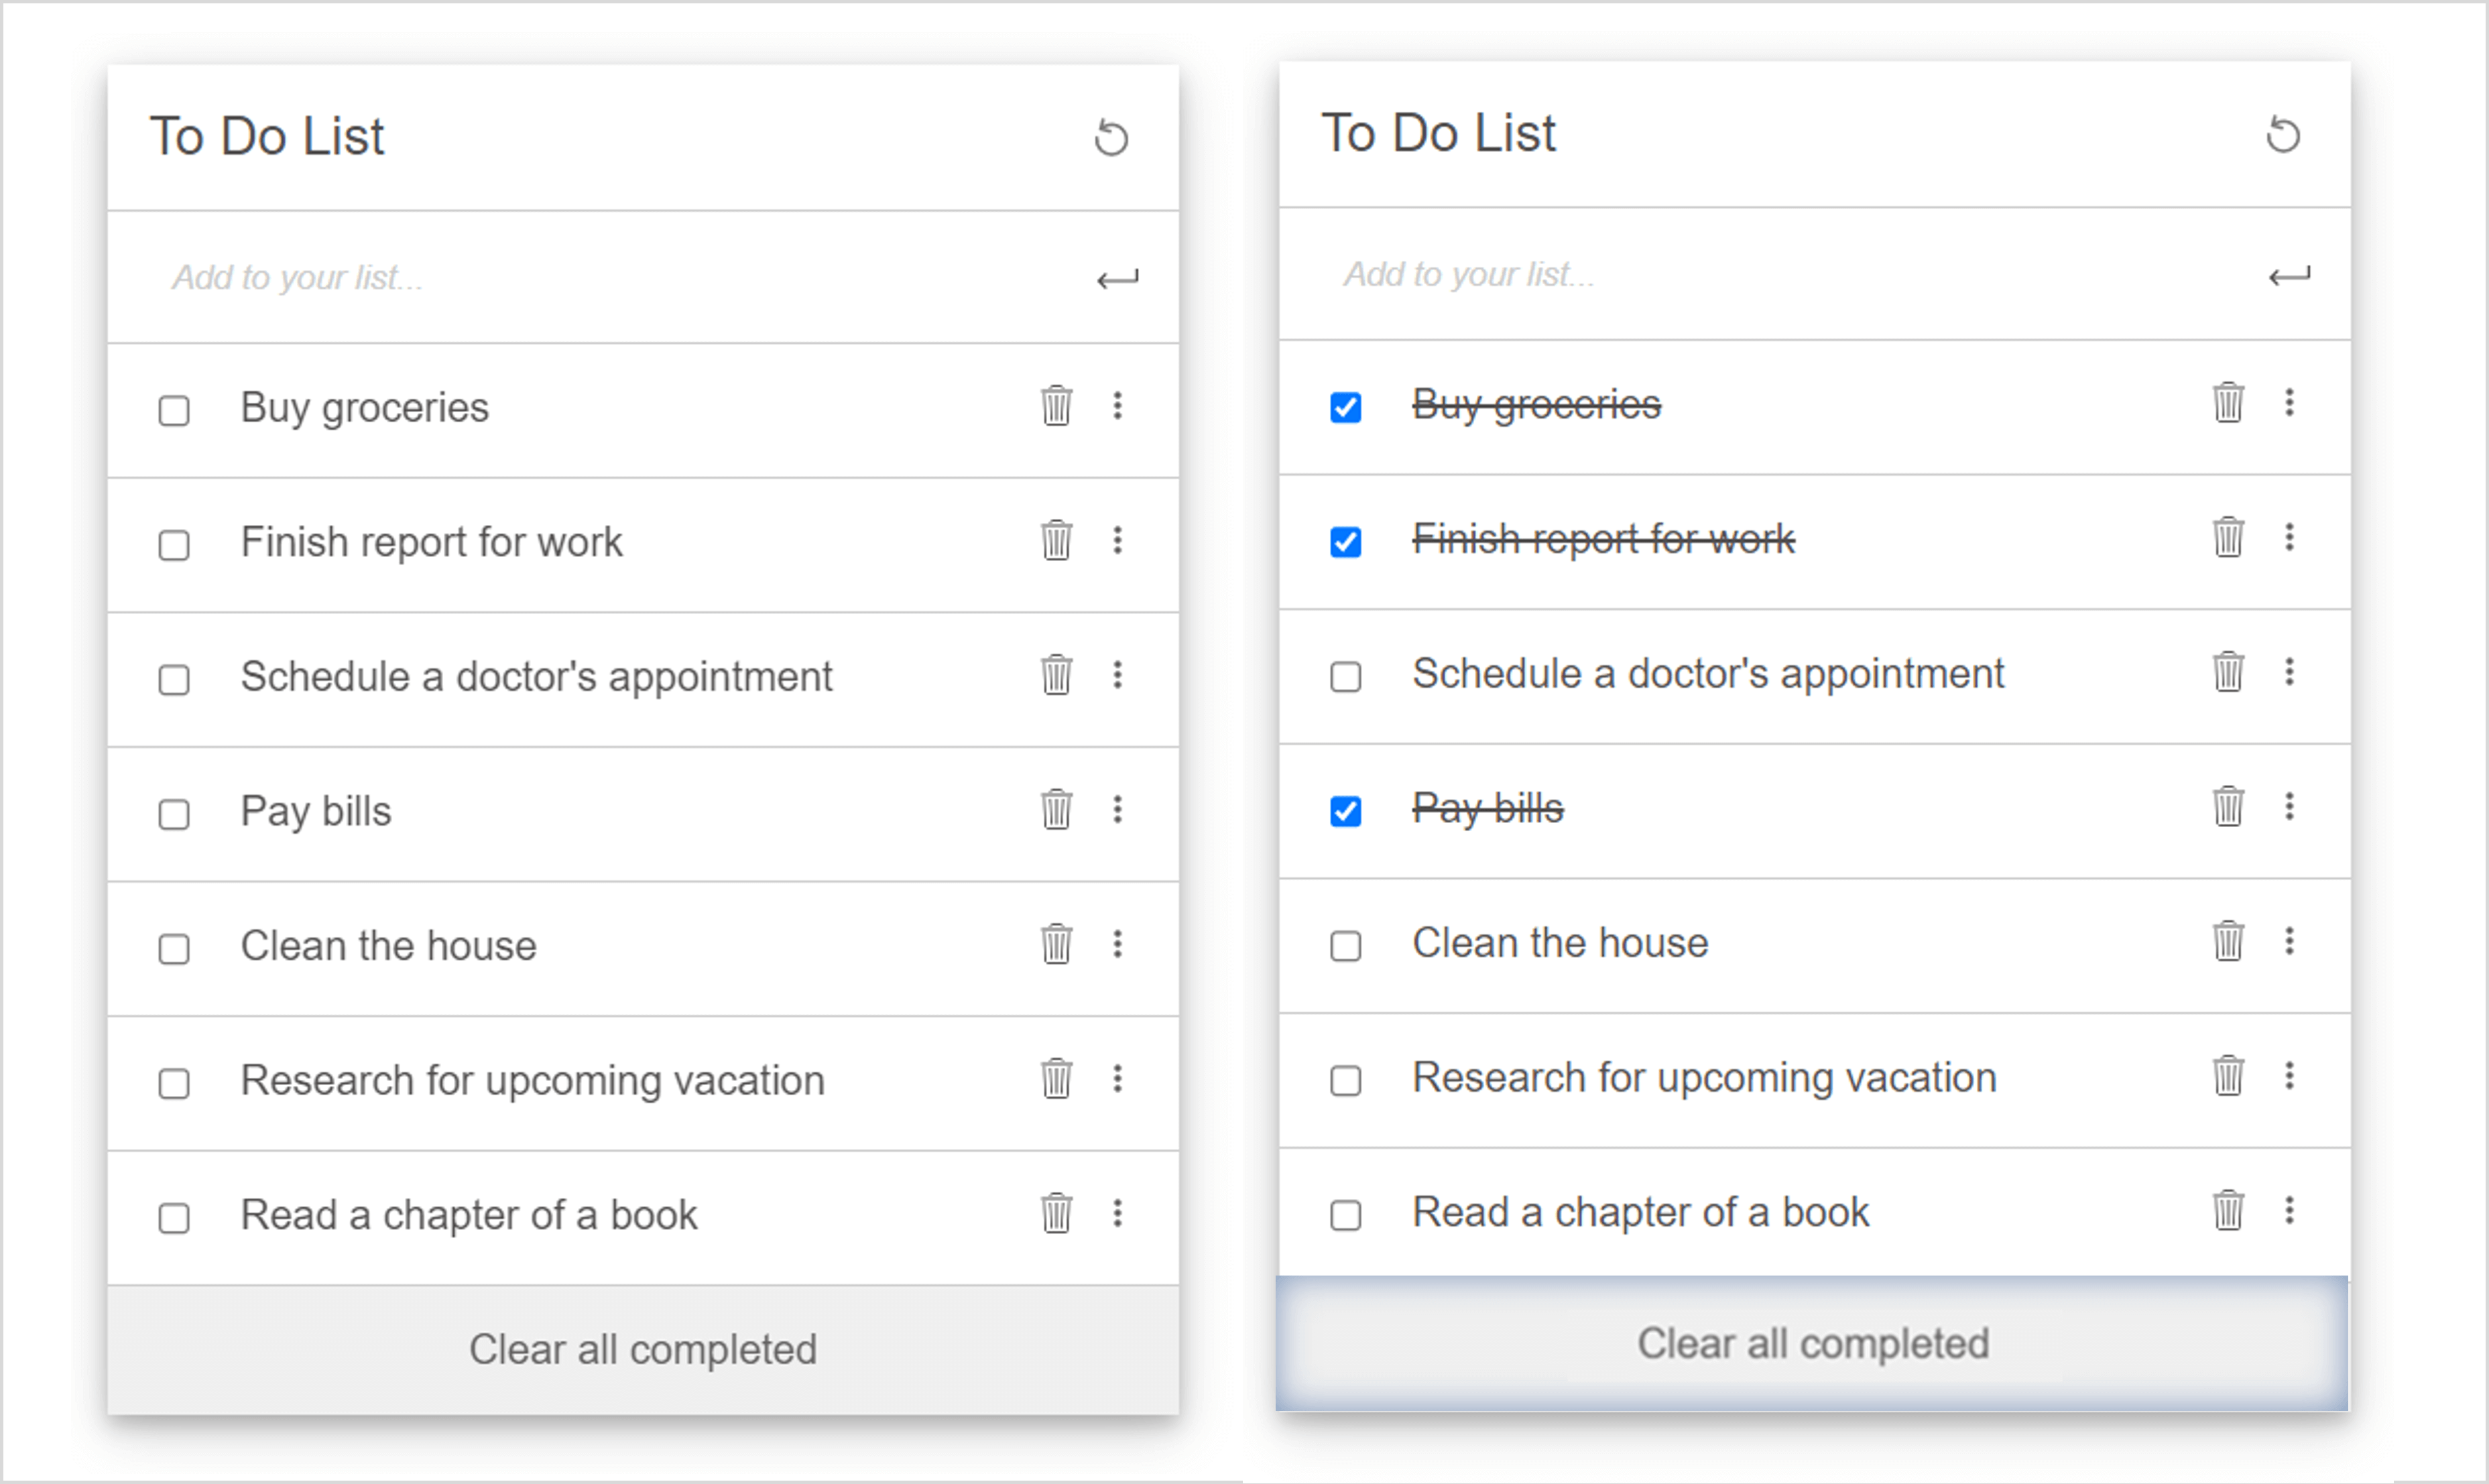 To Do List
Add to your list...
Buy groceries
Finish report for work
Schedule a doctor's appointment
Pay bills
Clean the house
Research for upcoming vacation
Read a chapter of a book
Clear all completed
To Do List
Add to your list...
Buy groceries
Finish report for work
Schedule a doctor's appointment
Pay bills
Clean the house
Research for upcoming vacation
Read a chapter of a book
Clear all completed